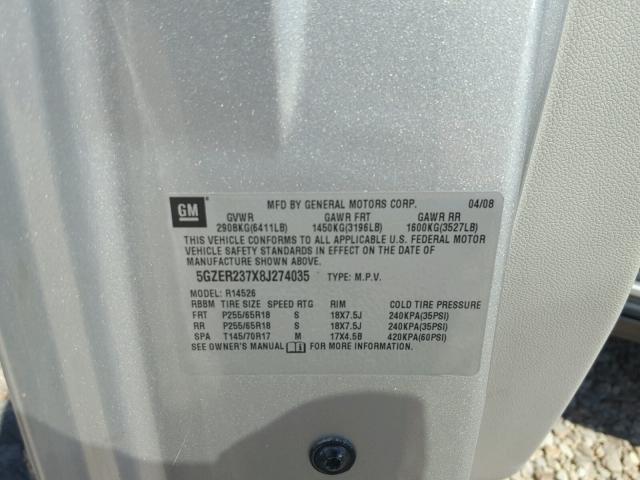 GM MFD BY GENERAL MOTORS CORP. 04/08
GVWR GAWR FRT GAWR RR
2908KG(6411LB) 1450KG(3196LB) 1600KG(3527LB)
THIS VEHICLE CONFORMS TO ALL APPLICABLE U.S. FEDERAL MOTOR
VEHICLE SAFETY STANDARDS IN EFFECT ON THE DATE OF
MANUFACTURE SHOWN ABOVE.
5GZER237X8J274035 TYPE: M.P.V.
MODEL: R14526
RBBM TIRE SIZE SPEED RTG RIM COLD TIRE PRESSURE
FRT P255/65R18 S 18X7.5J 240KPA(35PSI)
RR P255/65R18 S 18X7.5J 240KPA(35PSI)
SPA T145/70R17 M 17X4.5B 420KPA(60PSI)
SEE OWNER'S MANUAL FOR MORE INFORMATION.